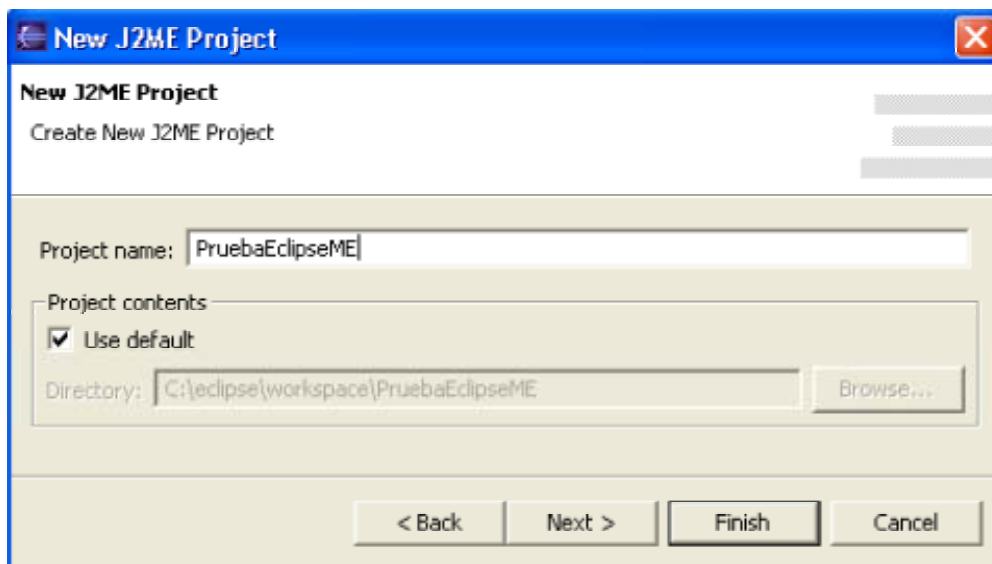 New J2ME Project
New J2ME Project
Create New J2ME Project
Project name: PruebaEclipseME
Project contents
Use default
Directory: C:\eclipse\workspace\PruebaEclipseME Browse...
< Back Next > Finish Cancel